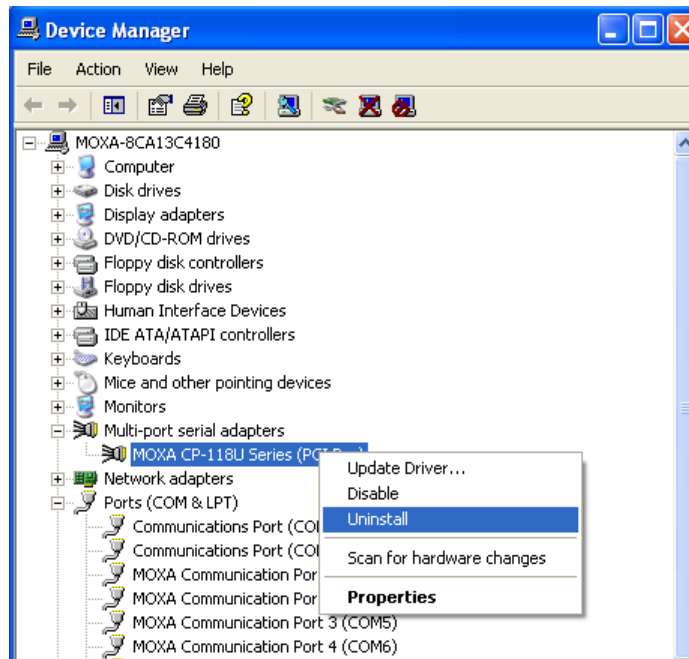 Device Manager
File Action View Help
MOXA-8CA13C4180
Computer
Disk drives
Display adapters
DVD/CD-ROM drives
Floppy disk controllers
Floppy disk drives
Human Interface Devices
IDE ATA/ATAPI controllers
Keyboards
Mice and other pointing devices
Monitors
Multi-port serial adapters
MOXA CP-118U Series
Update Driver...
Disable
Uninstall
Scan for hardware changes
Properties
Network adapters
Ports (COM & LPT)
Communications Port
Communications Port
MOXA Communication
MOXA Communication
MOXA Communication Port 3 (COM5)
MOXA Communication Port 4 (COM6)